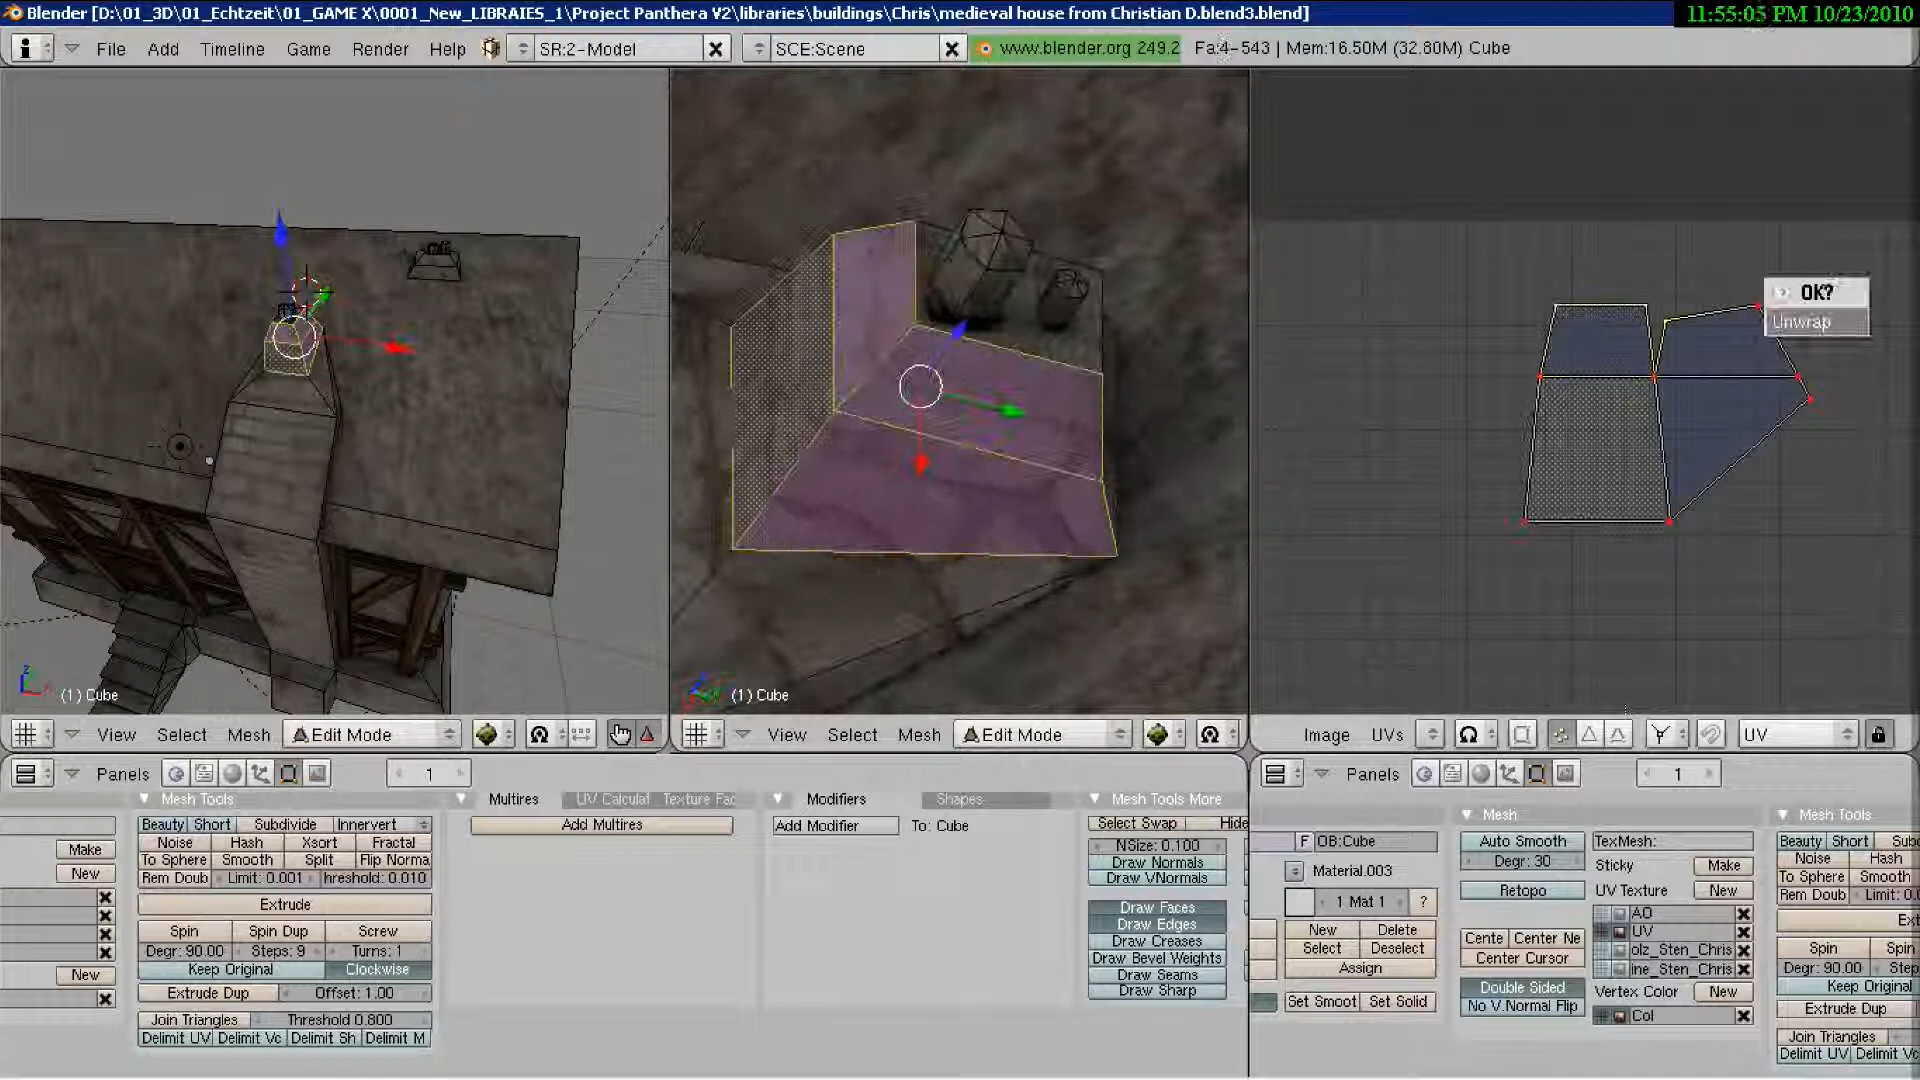 Blender [D:\01_3D\01_Echtzeit\01_GAME X\0001_New_LIBRAIES_1\Project Panthera V2\libraries\buildings\Chris\medieval house from Christian D.blend3.blend]
11:55:05 PM 10/23/2010
File Add Timeline Game Render Help SR:2-Model SCE:Scene www.blender.org 249.2 Fa:4-543 | Mem:16.50M (32.80M) Cube
OK?
Unwrap
(1) Cube
(1) Cube
View Select Mesh Edit Mode
View Select Mesh Edit Mode
Image UVs UV
Panels 1
Mesh Tools
Beauty Short Subdivide Innervert
Noise Hash Xsort Fractal
To Sphere Smooth Split Flip Norma
Rem Doub Limit: 0.001 hreshold: 0.010
Extrude
Spin Spin Dup Screw
Degr: 90.00 Steps: 9 Turns: 1
Keep Original Clockwise
Extrude Dup Offset: 1.00
Join Triangles Threshold 0.800
Delimit UV Delimit Vc Delimit Sh Delimit M
Make
New
New
Multires UV Calculat Texture Fac
Add Multires
Modifiers Shapes
Add Modifier To: Cube
Mesh Tools More
Select Swap Hide
NSize: 0.100
Draw Normals
Draw VNormals
Draw Faces
Draw Edges
Draw Creases
Draw Bevel Weights
Draw Seams
Draw Sharp
Panels 1
F OB:Cube
Material.003
1 Mat 1 ?
New Delete
Select Deselect
Assign
Set Smoot Set Solid
Mesh
Auto Smooth
Degr: 30
Retopo
Cente Center Ne
Center Cursor
Double Sided
No V.Normal Flip
TexMesh:
Sticky Make
UV Texture New
AO
UV
olz_Sten_Chris
ine_Sten_Chris
Vertex Color New
Col
Mesh Tools
Beauty Short Subd
Noise Hash
To Sphere Smooth
Rem Doub Limit: 0.0
Ext
Spin Spin
Degr: 90.00 Step
Keep Original
Extrude Dup
Join Triangles
Delimit UV Delimit Vc